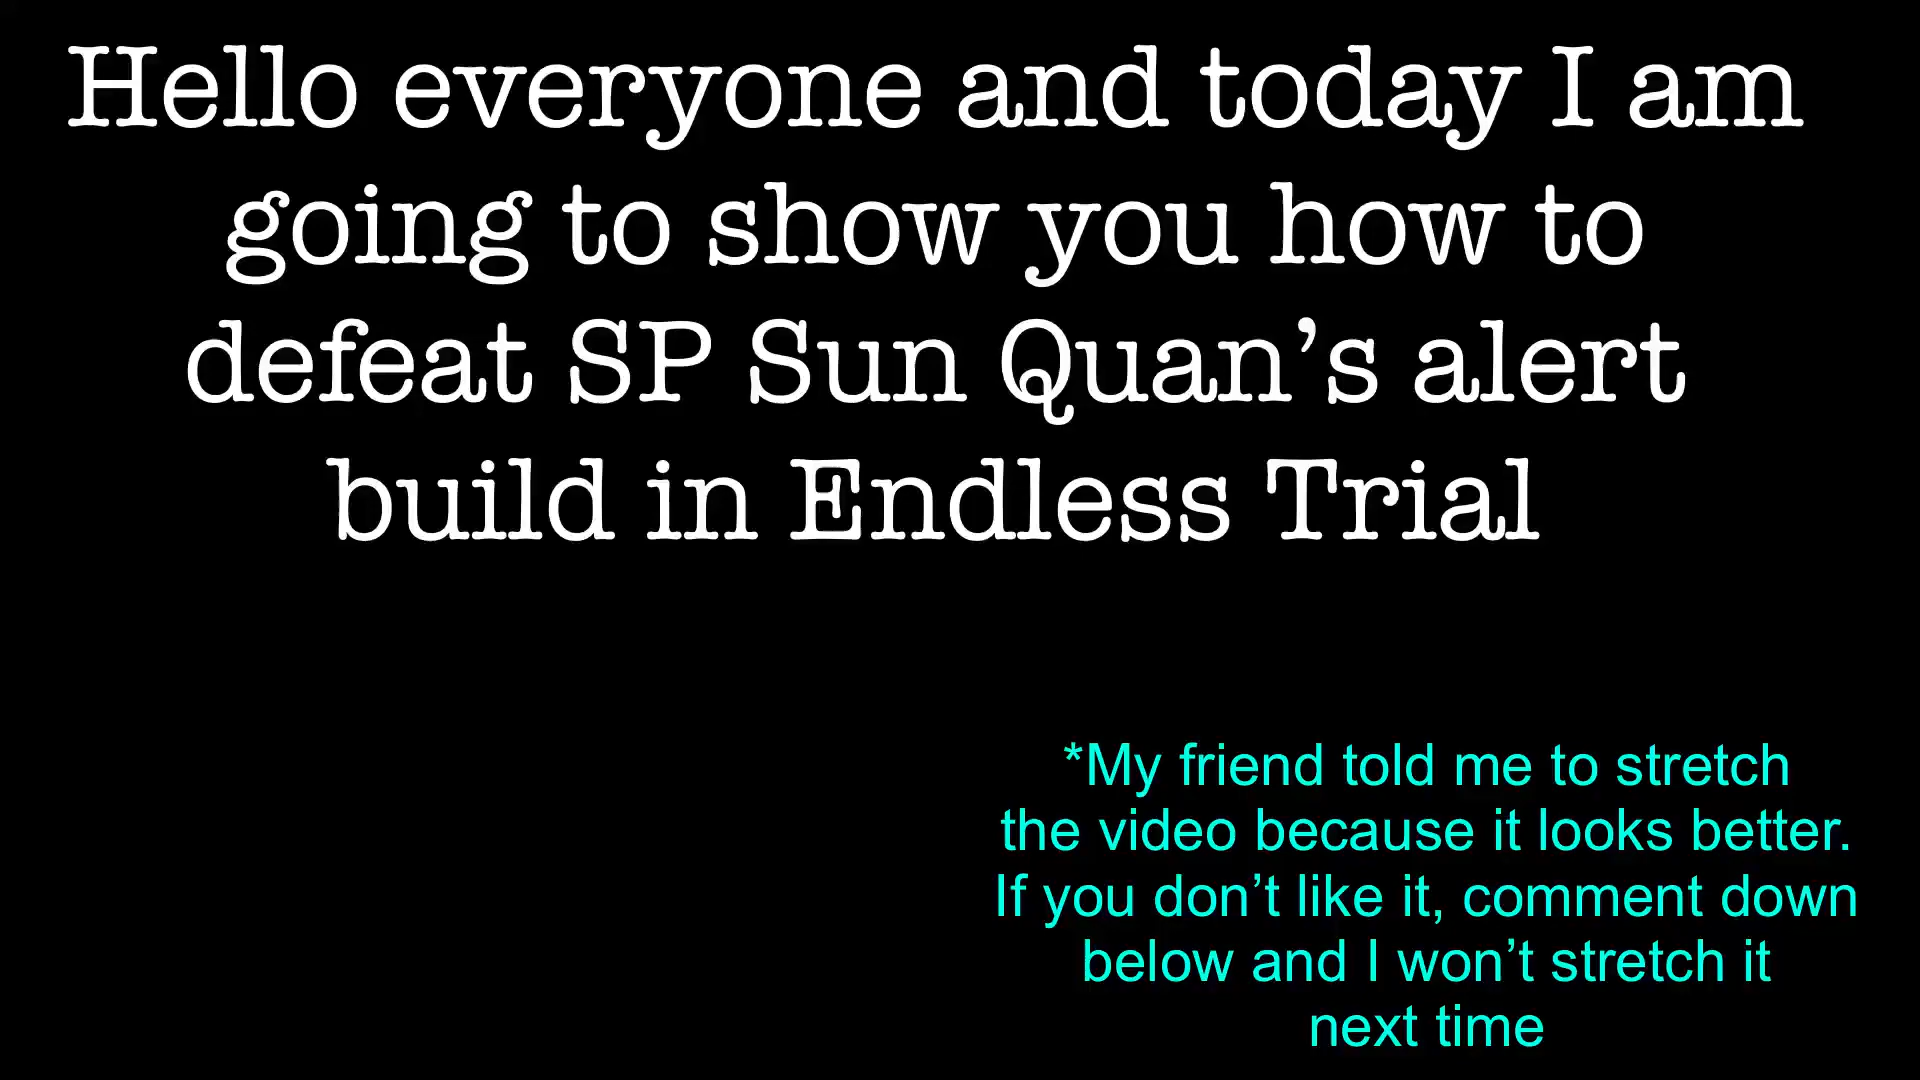 Hello everyone and today I am
going to show you how to
defeat SP Sun Quan’s alert
build in Endless Trial
*My friend told me to stretch
the video because it looks better.
If you don’t like it, comment down
below and I won’t stretch it
next time